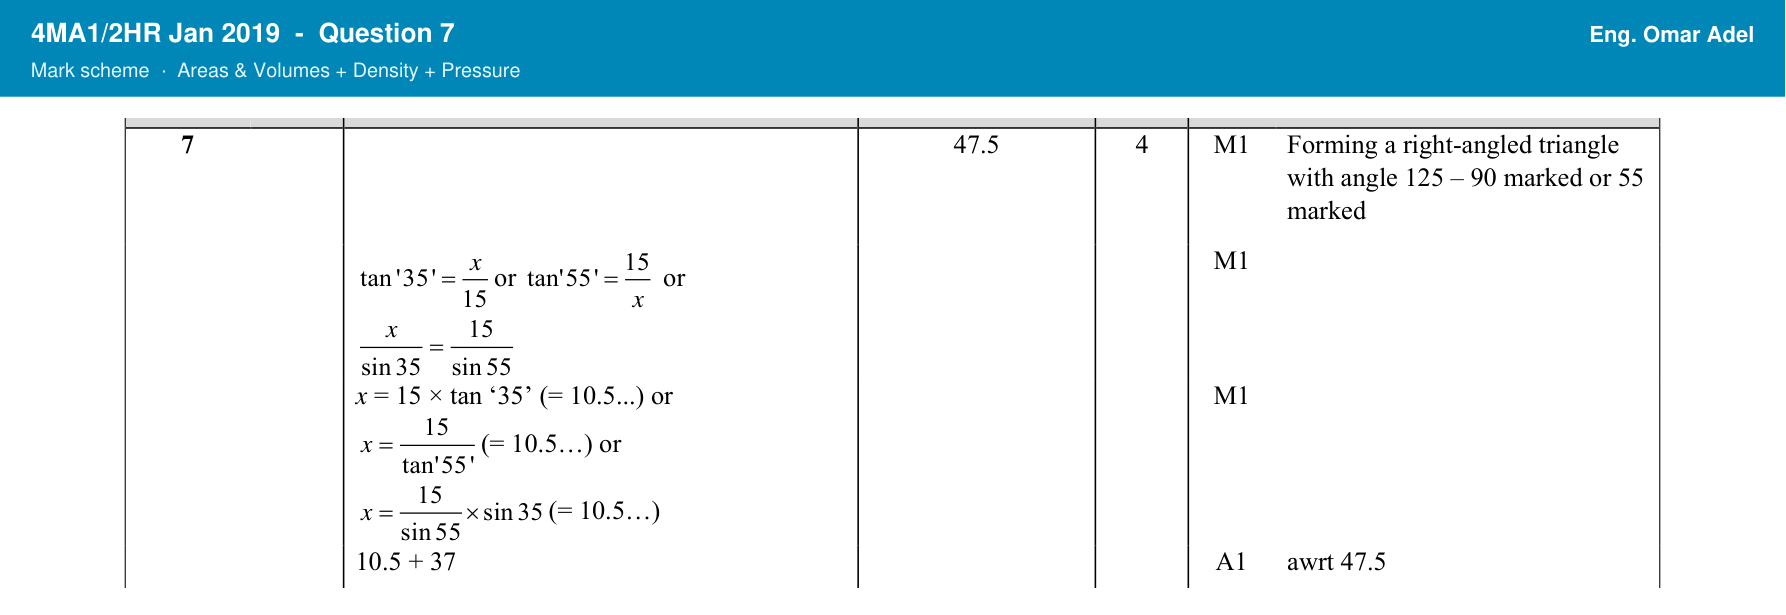 4MA1/2HR Jan 2019 - Question 7
Eng. Omar Adel
Mark scheme · Areas & Volumes + Density + Pressure
7 47.5 4 M1 Forming a right-angled triangle
with angle 125 – 90 marked or 55
marked
tan'35' = x/15 or tan'55' = 15/x or M1
x/sin 35 = 15/sin 55
x = 15 × tan ‘35’ (= 10.5...) or M1
x = 15/tan'55' (= 10.5…) or
x = 15/sin 55 × sin 35 (= 10.5…)
10.5 + 37 A1 awrt 47.5